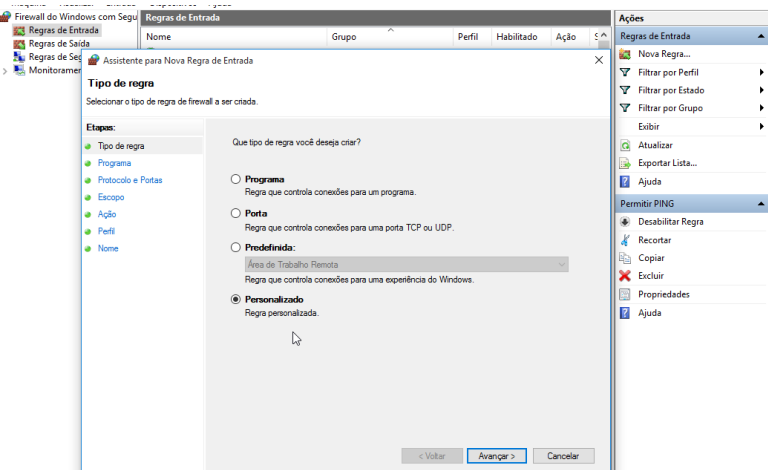 Firewall do Windows com Segu
Regras de Entrada
Regras de Saída
Regras de Seg
Monitoramer
Regras de Entrada
Nome
Grupo
Perfil
Habilitado
Ação
Assistente para Nova Regra de Entrada
Tipo de regra
Selecionar o tipo de regra de firewall a ser criada.
Etapas:
Tipo de regra
Programa
Protocolo e Portas
Escopo
Ação
Perfil
Nome
Que tipo de regra você deseja criar?
Programa
Regra que controla conexões para um programa.
Porta
Regra que controla conexões para uma porta TCP ou UDP.
Predefinida:
Área de Trabalho Remota
Regra que controla conexões para uma experiência do Windows.
Personalizado
Regra personalizada.
< Voltar
Avançar >
Cancelar
Ações
Regras de Entrada
Nova Regra...
Filtrar por Perfil
Filtrar por Estado
Filtrar por Grupo
Exibir
Atualizar
Exportar Lista...
Ajuda
Permitir PING
Desabilitar Regra
Recortar
Copiar
Excluir
Propriedades
Ajuda